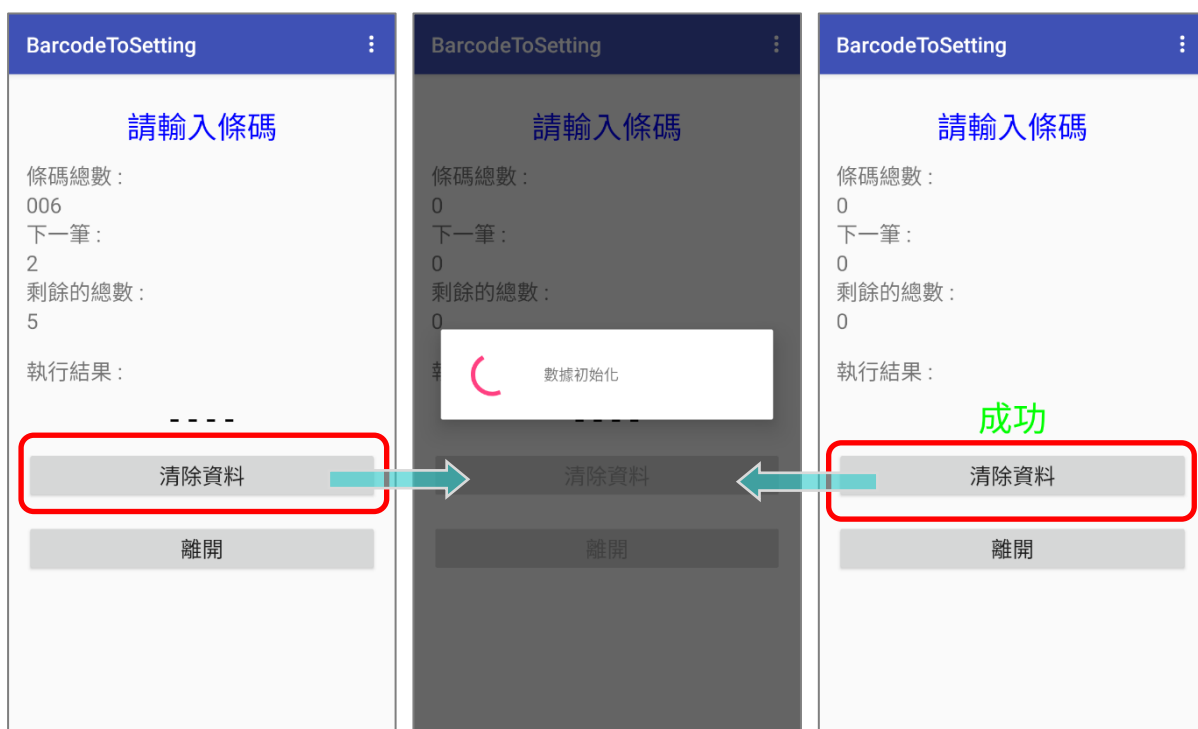 BarcodeToSetting
請輸入條碼
條碼總數 :
006
下一筆 :
2
剩餘的總數 :
5
執行結果 :
- - - -
清除資料
離開
BarcodeToSetting
請輸入條碼
條碼總數 :
0
下一筆 :
0
剩餘的總數 :
0
數據初始化
- - - -
清除資料
離開
BarcodeToSetting
請輸入條碼
條碼總數 :
0
下一筆 :
0
剩餘的總數 :
0
執行結果 :
成功
清除資料
離開